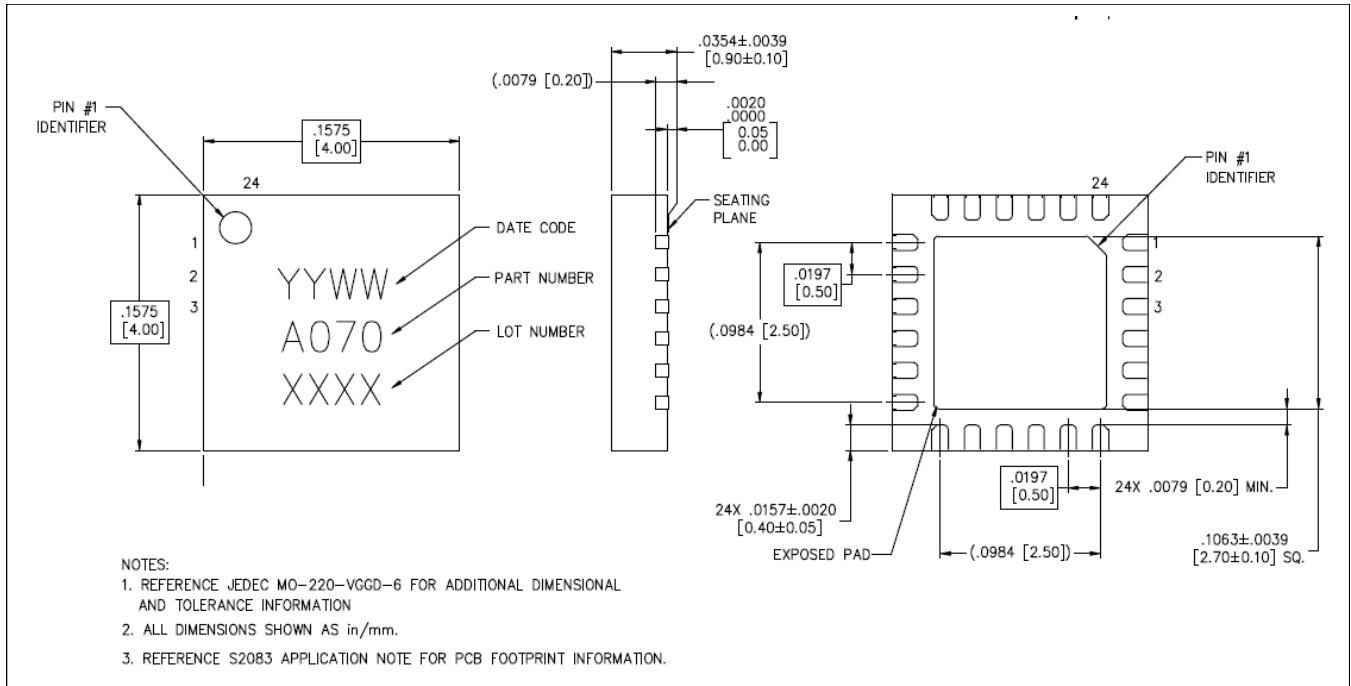 .0354±.0039
[0.90±0.10]
(.0079 [0.20])
.0020
.0000
0.05
0.00
PIN #1
IDENTIFIER
.1575
[4.00]
24
1
2
3
.1575
[4.00]
YYWW
A070
XXXX
DATE CODE
PART NUMBER
LOT NUMBER
SEATING
PLANE
PIN #1
IDENTIFIER
24
1
2
3
.0197
[0.50]
(.0984 [2.50])
.0197
[0.50]
24X .0079 [0.20] MIN.
24X .0157±.0020
[0.40±0.05]
EXPOSED PAD
(.0984 [2.50])
.1063±.0039
[2.70±0.10] SQ.
NOTES:
1. REFERENCE JEDEC MO-220-VGGD-6 FOR ADDITIONAL DIMENSIONAL
AND TOLERANCE INFORMATION
2. ALL DIMENSIONS SHOWN AS in/mm.
3. REFERENCE S2083 APPLICATION NOTE FOR PCB FOOTPRINT INFORMATION.